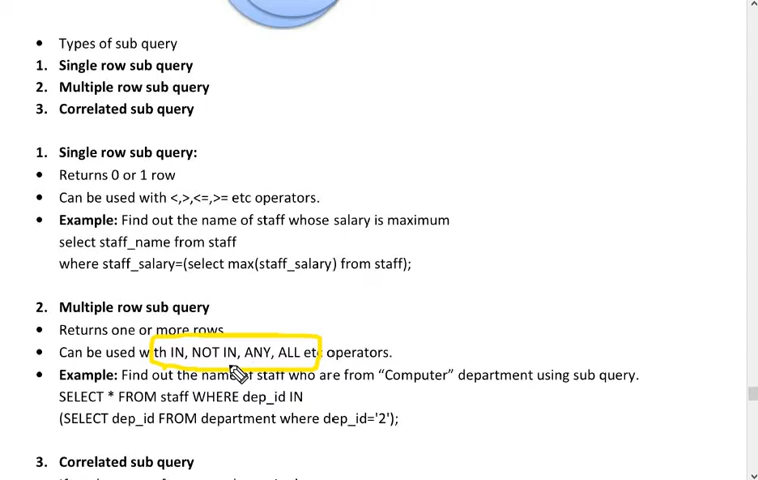 • Types of sub query
1. Single row sub query
2. Multiple row sub query
3. Correlated sub query
1. Single row sub query:
• Returns 0 or 1 row
• Can be used with <,>,<=,>= etc operators.
• Example: Find out the name of staff whose salary is maximum
select staff_name from staff
where staff_salary=(select max(staff_salary) from staff);
2. Multiple row sub query
• Returns one or more rows
• Can be used with IN, NOT IN, ANY, ALL etc operators.
• Example: Find out the name of staff who are from “Computer” department using sub query.
SELECT * FROM staff WHERE dep_id IN
(SELECT dep_id FROM department where dep_id='2');
3. Correlated sub query